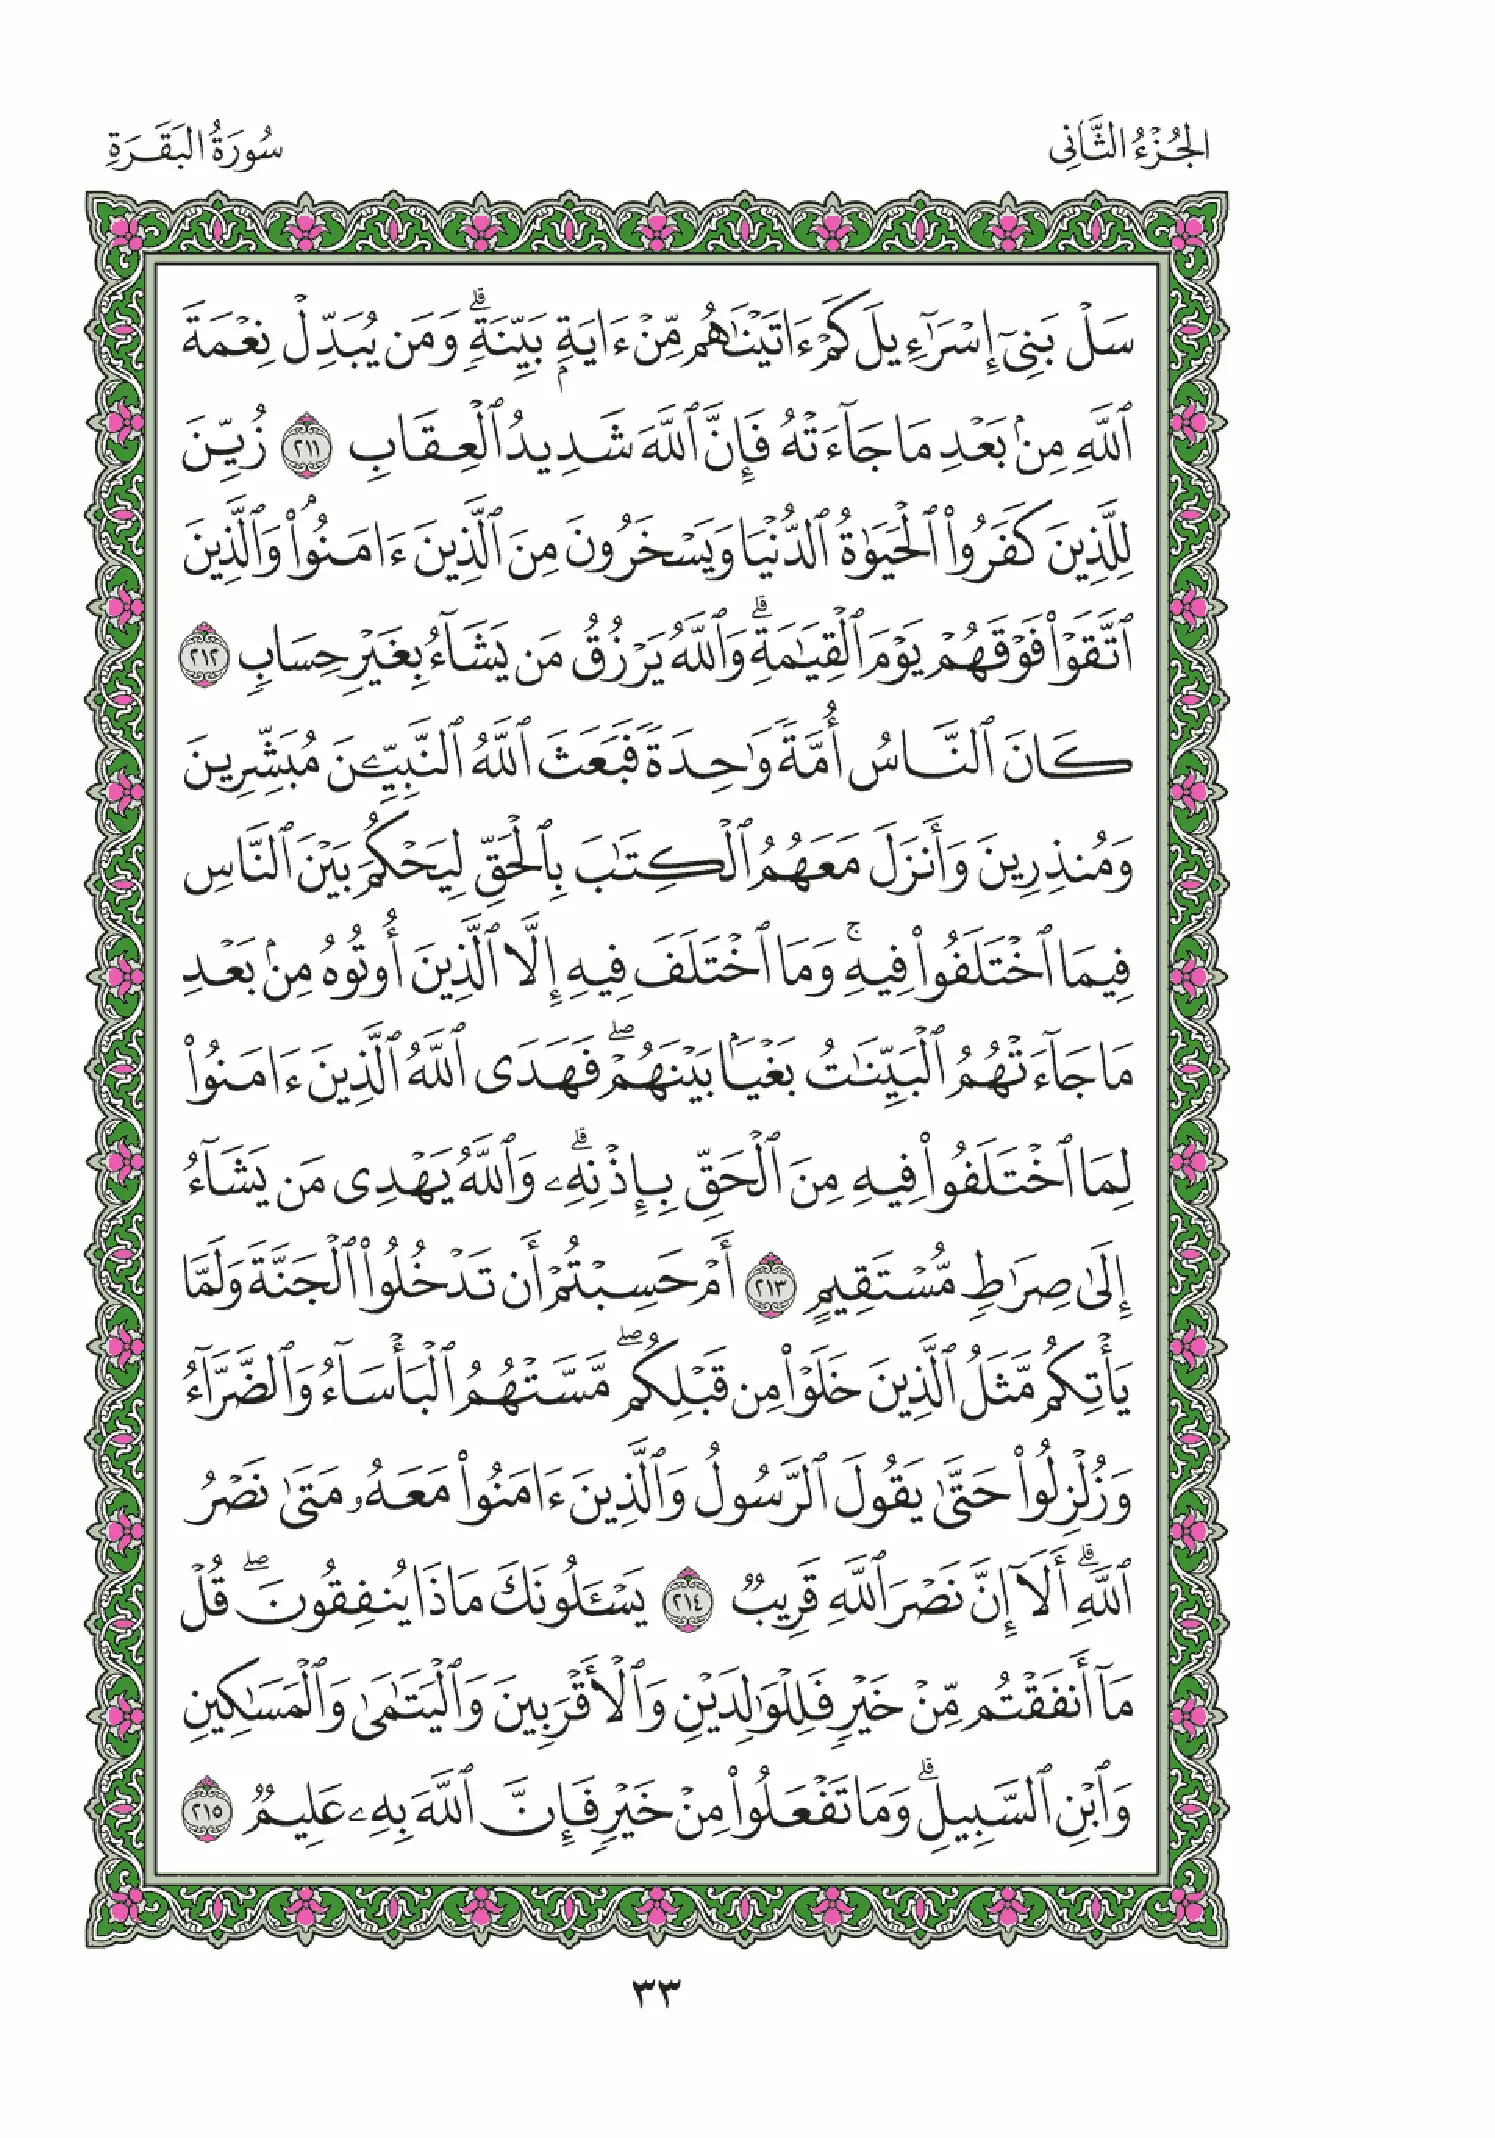 الجُزْءُ الثَّانِى
سُورَةُ البَقَرَةِ
سَلْ بَنِىٓ إِسْرَٰٓءِيلَ كَمْ ءَاتَيْنَٰهُم مِّنْ ءَايَةٍۭ بَيِّنَةٍۗ وَمَن يُبَدِّلْ نِعْمَةَ
ٱللَّهِ مِنۢ بَعْدِ مَا جَآءَتْهُ فَإِنَّ ٱللَّهَ شَدِيدُ ٱلْعِقَابِ ٢١١ زُيِّنَ
لِلَّذِينَ كَفَرُوا۟ ٱلْحَيَوٰةُ ٱلدُّنْيَا وَيَسْخَرُونَ مِنَ ٱلَّذِينَ ءَامَنُوا۟ۘ وَٱلَّذِينَ
ٱتَّقَوْا۟ فَوْقَهُمْ يَوْمَ ٱلْقِيَٰمَةِۗ وَٱللَّهُ يَرْزُقُ مَن يَشَآءُ بِغَيْرِ حِسَابٍ ٢١٢
كَانَ ٱلنَّاسُ أُمَّةً وَٰحِدَةً فَبَعَثَ ٱللَّهُ ٱلنَّبِيِّۦنَ مُبَشِّرِينَ
وَمُنذِرِينَ وَأَنزَلَ مَعَهُمُ ٱلْكِتَٰبَ بِٱلْحَقِّ لِيَحْكُمَ بَيْنَ ٱلنَّاسِ
فِيمَا ٱخْتَلَفُوا۟ فِيهِۚ وَمَا ٱخْتَلَفَ فِيهِ إِلَّا ٱلَّذِينَ أُوتُوهُ مِنۢ بَعْدِ
مَا جَآءَتْهُمُ ٱلْبَيِّنَٰتُ بَغْيَۢا بَيْنَهُمْۖ فَهَدَى ٱللَّهُ ٱلَّذِينَ ءَامَنُوا۟
لِمَا ٱخْتَلَفُوا۟ فِيهِ مِنَ ٱلْحَقِّ بِإِذْنِهِۦۗ وَٱللَّهُ يَهْدِى مَن يَشَآءُ
إِلَىٰ صِرَٰطٍ مُّسْتَقِيمٍ ٢١٣ أَمْ حَسِبْتُمْ أَن تَدْخُلُوا۟ ٱلْجَنَّةَ وَلَمَّا
يَأْتِكُم مَّثَلُ ٱلَّذِينَ خَلَوْا۟ مِن قَبْلِكُمۖ مَّسَّتْهُمُ ٱلْبَأْسَآءُ وَٱلضَّرَّآءُ
وَزُلْزِلُوا۟ حَتَّىٰ يَقُولَ ٱلرَّسُولُ وَٱلَّذِينَ ءَامَنُوا۟ مَعَهُۥ مَتَىٰ نَصْرُ
ٱللَّهِۗ أَلَآ إِنَّ نَصْرَ ٱللَّهِ قَرِيبٌ ٢١٤ يَسْـَٔلُونَكَ مَاذَا يُنفِقُونَۖ قُلْ
مَآ أَنفَقْتُم مِّنْ خَيْرٍ فَلِلْوَٰلِدَيْنِ وَٱلْأَقْرَبِينَ وَٱلْيَتَٰمَىٰ وَٱلْمَسَٰكِينِ
وَٱبْنِ ٱلسَّبِيلِۗ وَمَا تَفْعَلُوا۟ مِنْ خَيْرٍ فَإِنَّ ٱللَّهَ بِهِۦ عَلِيمٌ ٢١٥
٣٣